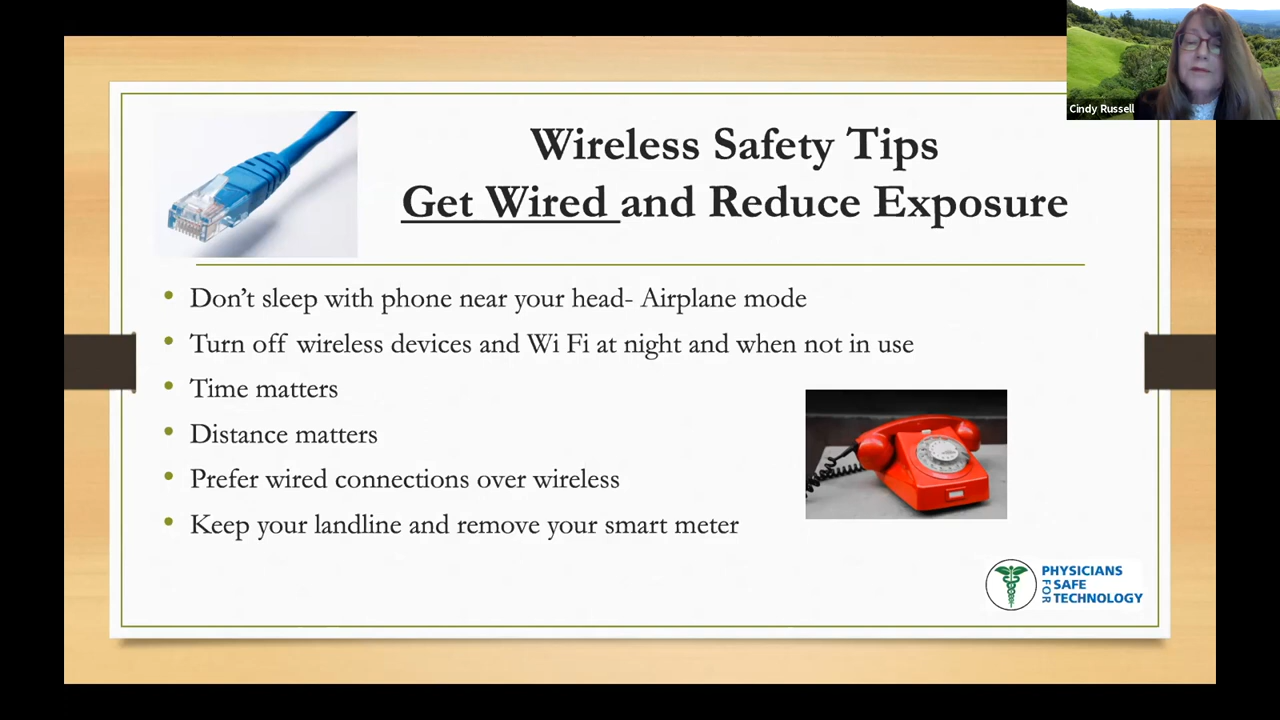 Cindy Russell
Wireless Safety Tips
Get Wired and Reduce Exposure
• Don’t sleep with phone near your head- Airplane mode
• Turn off wireless devices and Wi Fi at night and when not in use
• Time matters
• Distance matters
• Prefer wired connections over wireless
• Keep your landline and remove your smart meter
PHYSICIANS
FOR SAFE
TECHNOLOGY